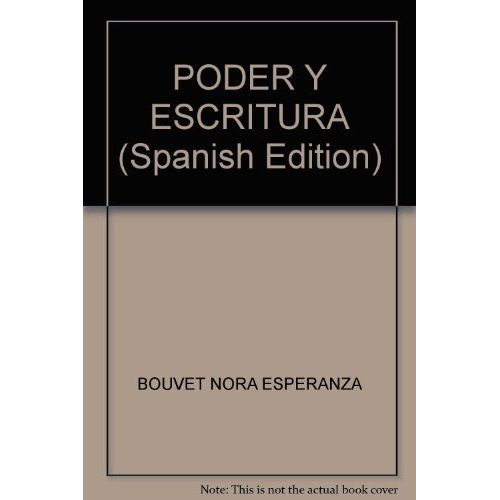 PODER Y
ESCRITURA
(Spanish Edition)
BOUVET NORA ESPERANZA
Note: This is not the actual book cover